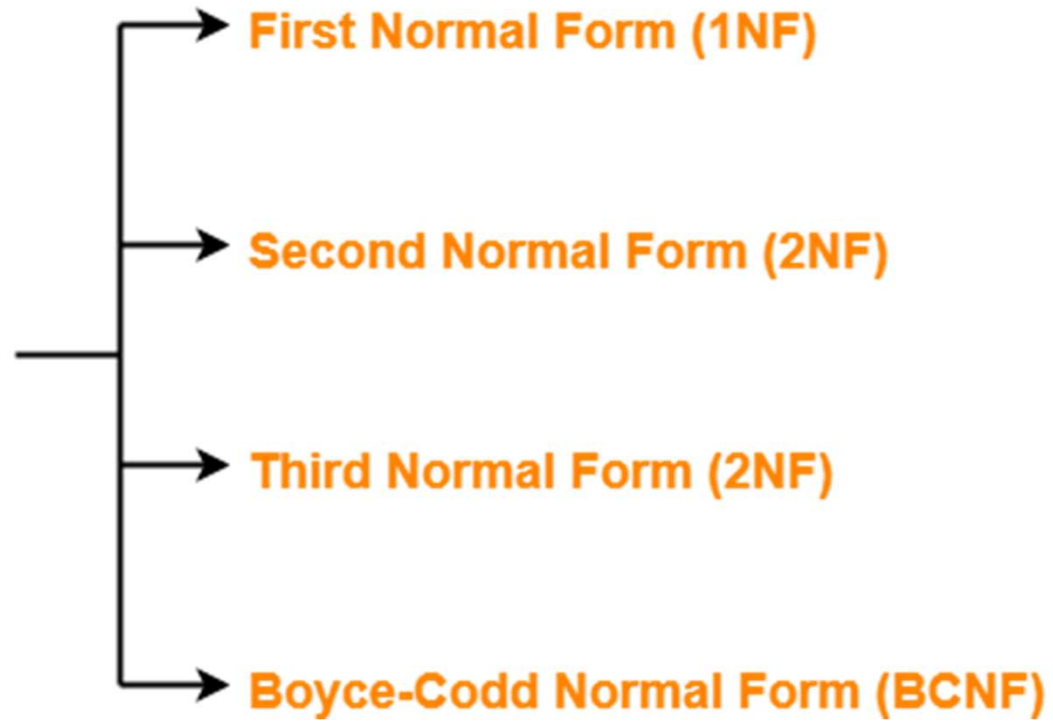 First Normal Form (1NF)
Second Normal Form (2NF)
Third Normal Form (2NF)
Boyce-Codd Normal Form (BCNF)